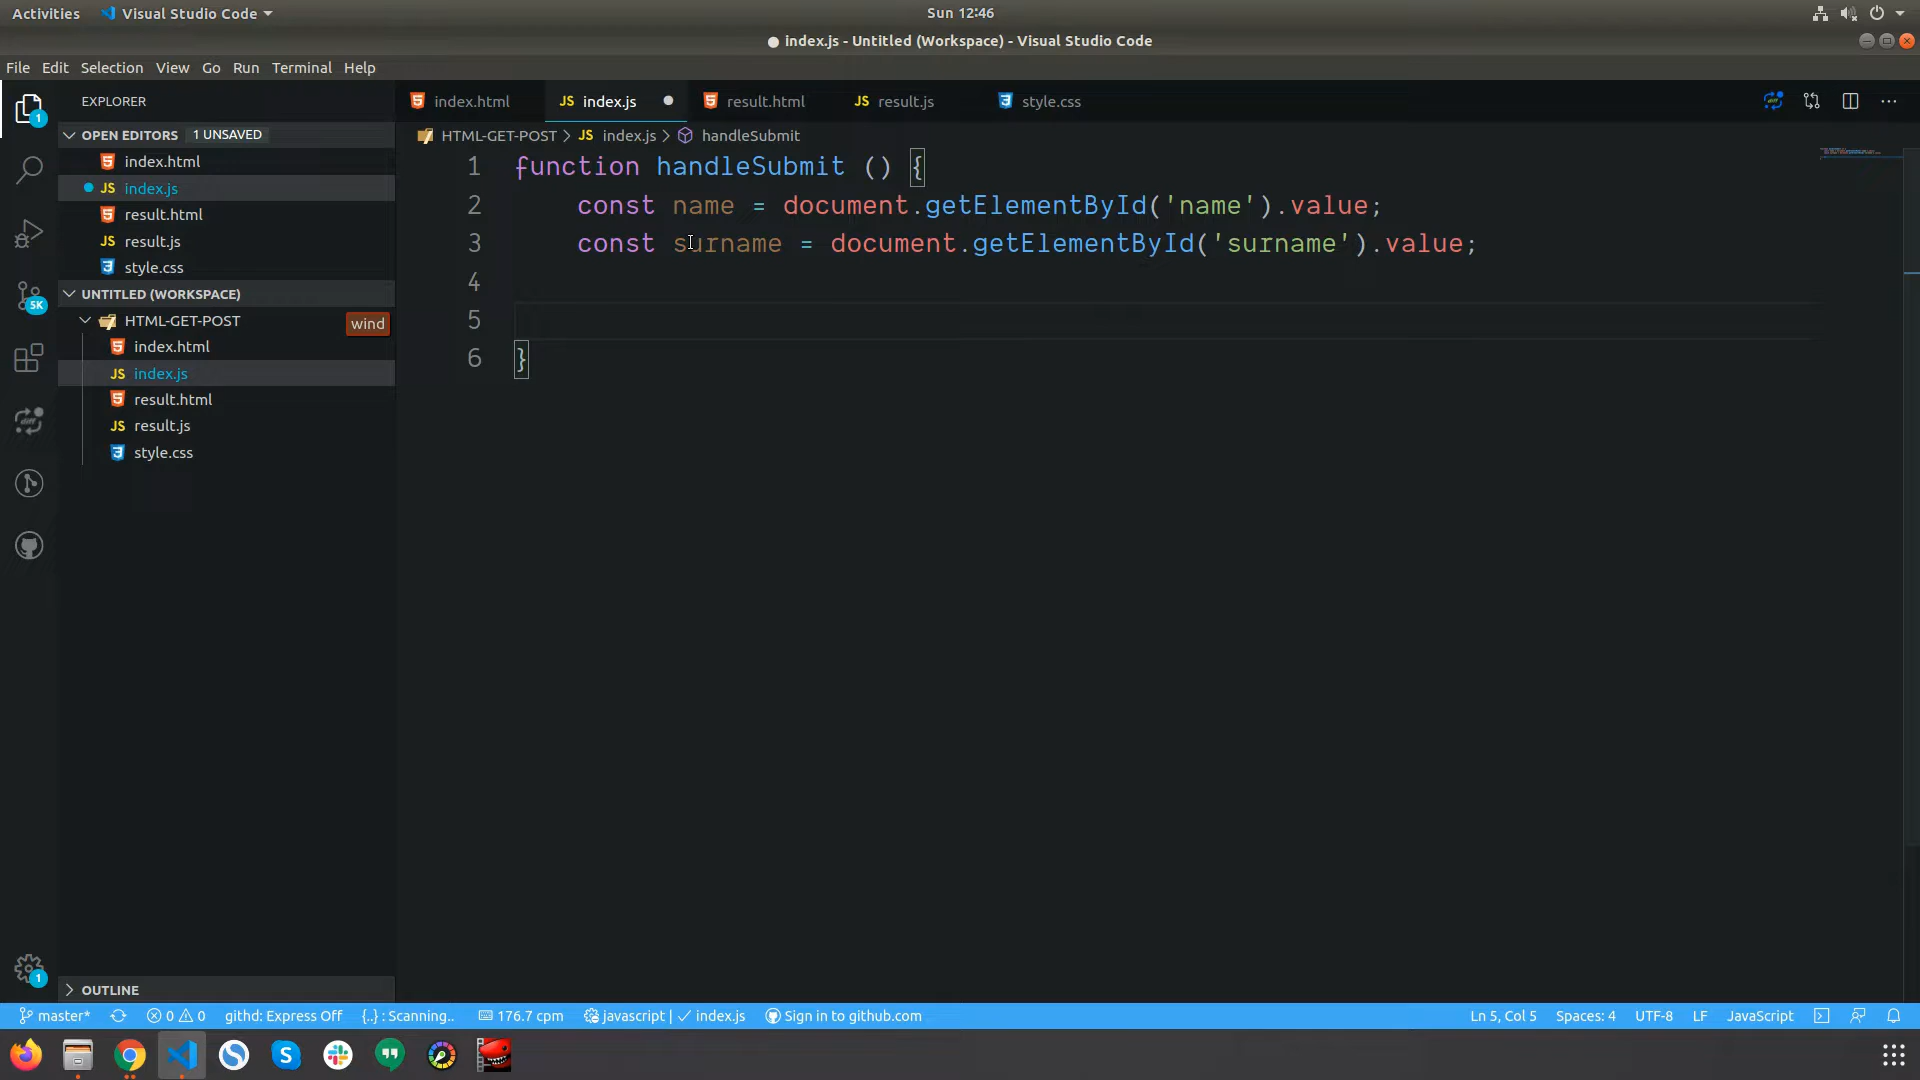 Activities Visual Studio Code Sun 12:46
● index.js - Untitled (Workspace) - Visual Studio Code
File Edit Selection View Go Run Terminal Help
EXPLORER
OPEN EDITORS 1 UNSAVED
index.html
JS index.js
result.html
JS result.js
style.css
UNTITLED (WORKSPACE)
HTML-GET-POST wind
index.html
JS index.js
result.html
JS result.js
style.css
OUTLINE
index.html JS index.js result.html JS result.js style.css
HTML-GET-POST > JS index.js > handleSubmit
1 function handleSubmit () {
2 const name = document.getElementById('name').value;
3 const surname = document.getElementById('surname').value;
4
5
6 }
1
5K
diff
1
master* 0 0 githd: Express Off {..} : Scanning.. 176.7 cpm javascript | ✓ index.js Sign in to github.com Ln 5, Col 5 Spaces: 4 UTF-8 LF JavaScript